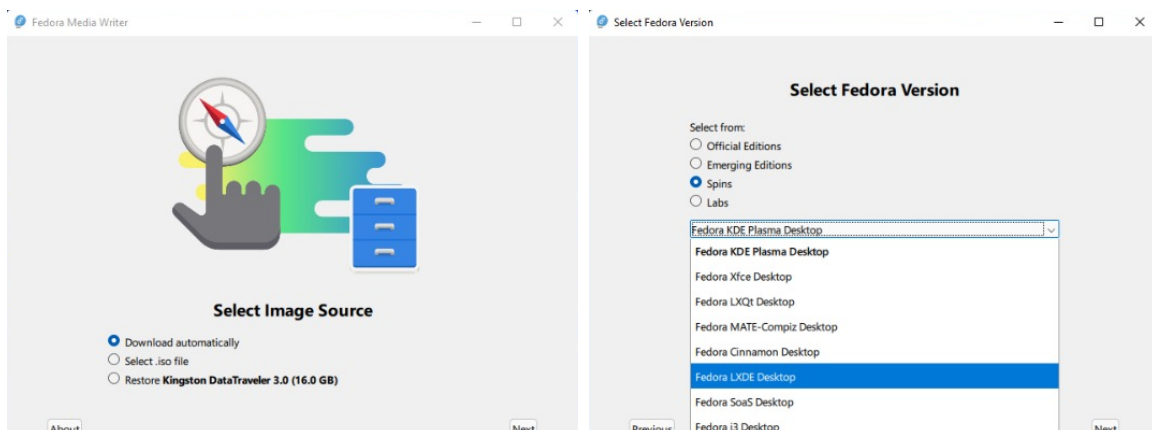 Fedora Media Writer
Select Image Source
Download automatically
Select .iso file
Restore Kingston DataTraveler 3.0 (16.0 GB)
About
Next
Select Fedora Version
Select Fedora Version
Select from:
Official Editions
Emerging Editions
Spins
Labs
Fedora KDE Plasma Desktop
Fedora KDE Plasma Desktop
Fedora Xfce Desktop
Fedora LXQt Desktop
Fedora MATE-Compiz Desktop
Fedora Cinnamon Desktop
Fedora LXDE Desktop
Fedora SoaS Desktop
Fedora i3 Desktop
Previous
Next